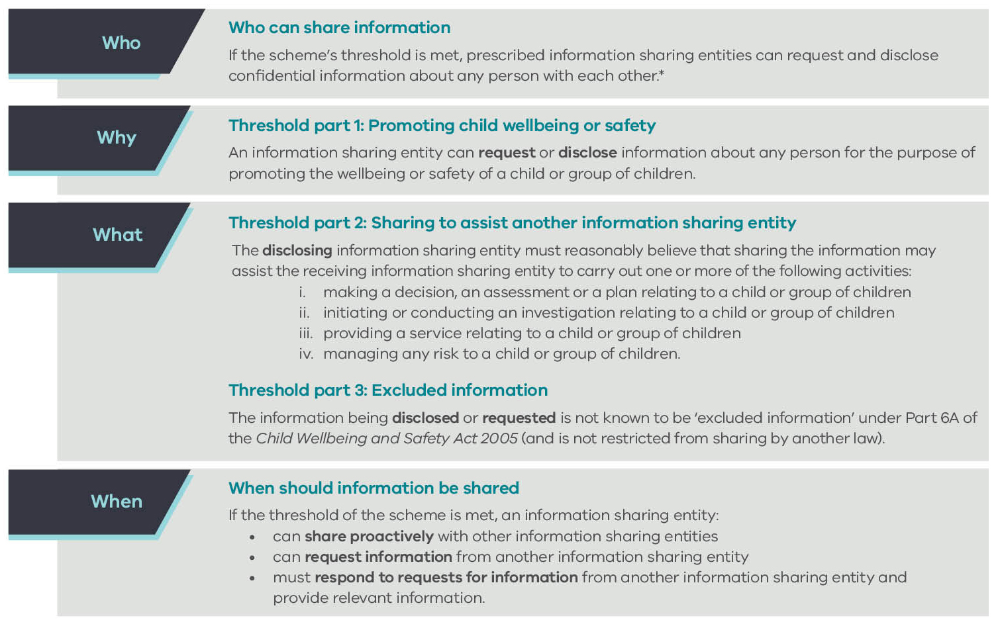 Who
Who can share information
If the scheme’s threshold is met, prescribed information sharing entities can request and disclose
confidential information about any person with each other.*
Why
Threshold part 1: Promoting child wellbeing or safety
An information sharing entity can request or disclose information about any person for the purpose of
promoting the wellbeing or safety of a child or group of children.
What
Threshold part 2: Sharing to assist another information sharing entity
The disclosing information sharing entity must reasonably believe that sharing the information may
assist the receiving information sharing entity to carry out one or more of the following activities:
i. making a decision, an assessment or a plan relating to a child or group of children
ii. initiating or conducting an investigation relating to a child or group of children
iii. providing a service relating to a child or group of children
iv. managing any risk to a child or group of children.
Threshold part 3: Excluded information
The information being disclosed or requested is not known to be ‘excluded information’ under Part 6A of
the Child Wellbeing and Safety Act 2005 (and is not restricted from sharing by another law).
When
When should information be shared
If the threshold of the scheme is met, an information sharing entity:
• can share proactively with other information sharing entities
• can request information from another information sharing entity
• must respond to requests for information from another information sharing entity and
provide relevant information.